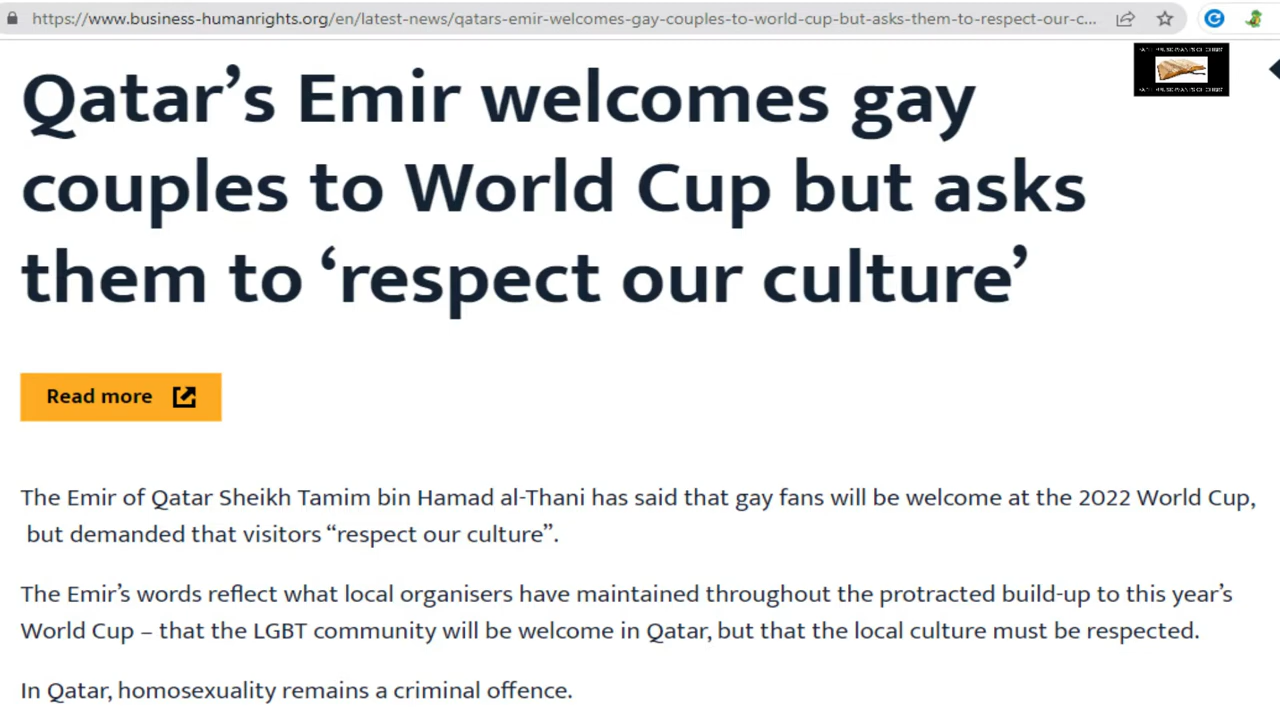 https://www.business-humanrights.org/en/latest-news/qatars-emir-welcomes-gay-couples-to-world-cup-but-asks-them-to-respect-our-c...
Qatar’s Emir welcomes gay
couples to World Cup but asks
them to ‘respect our culture’
Read more
The Emir of Qatar Sheikh Tamim bin Hamad al-Thani has said that gay fans will be welcome at the 2022 World Cup,
but demanded that visitors “respect our culture”.
The Emir’s words reflect what local organisers have maintained throughout the protracted build-up to this year’s
World Cup – that the LGBT community will be welcome in Qatar, but that the local culture must be respected.
In Qatar, homosexuality remains a criminal offence.